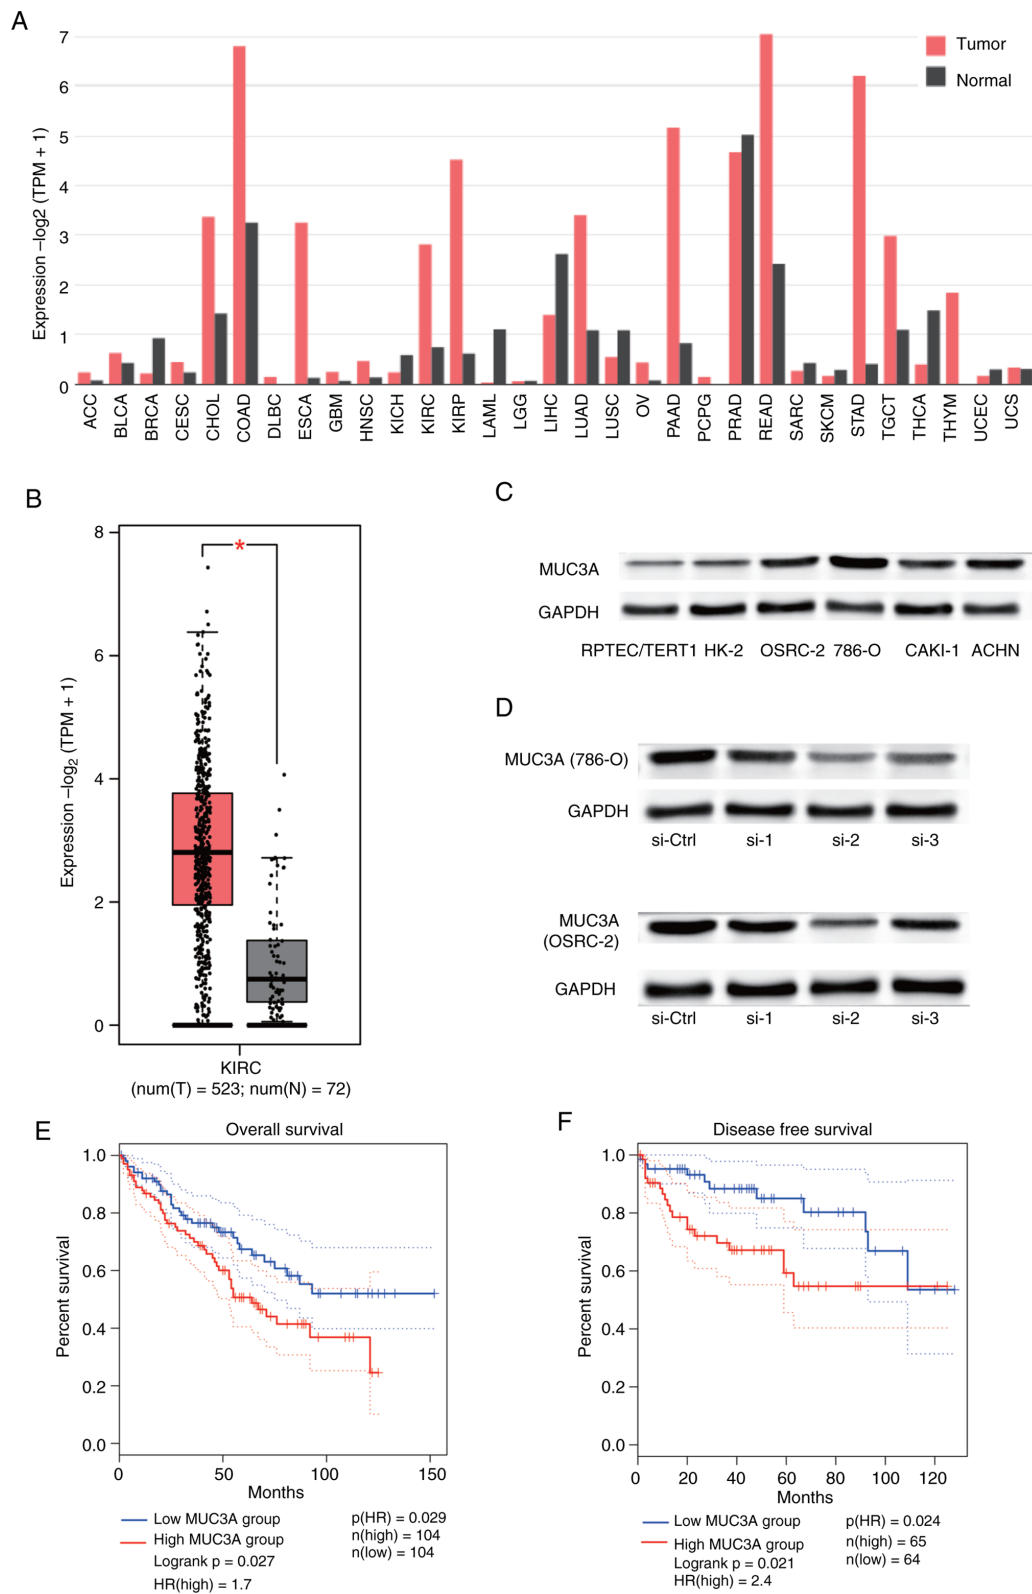 A
7
6
5
4
3
2
1
0
Expression –log2 (TPM + 1)
Tumor
Normal
ACC
BLCA
BRCA
CESC
CHOL
COAD
DLBC
ESCA
GBM
HNSC
KICH
KIRC
KIRP
LAML
LGG
LIHC
LUAD
LUSC
OV
PAAD
PCPG
PRAD
READ
SARC
SKCM
STAD
TGCT
THCA
THYM
UCEC
UCS
B
8
6
4
2
0
Expression –log2 (TPM + 1)
*
KIRC
(num(T) = 523; num(N) = 72)
C
MUC3A
GAPDH
RPTEC/TERT1 HK-2 OSRC-2 786-O CAKI-1 ACHN
D
MUC3A (786-O)
GAPDH
si-Ctrl si-1 si-2 si-3
MUC3A
(OSRC-2)
GAPDH
si-Ctrl si-1 si-2 si-3
E
Overall survival
1.0
0.8
0.6
0.4
0.2
0.0
Percent survival
0 50 100 150
Months
Low MUC3A group
High MUC3A group
Logrank p = 0.027
HR(high) = 1.7
p(HR) = 0.029
n(high) = 104
n(low) = 104
F
Disease free survival
1.0
0.8
0.6
0.4
0.2
0.0
Percent survival
0 20 40 60 80 100 120
Months
Low MUC3A group
High MUC3A group
Logrank p = 0.021
HR(high) = 2.4
p(HR) = 0.024
n(high) = 65
n(low) = 64